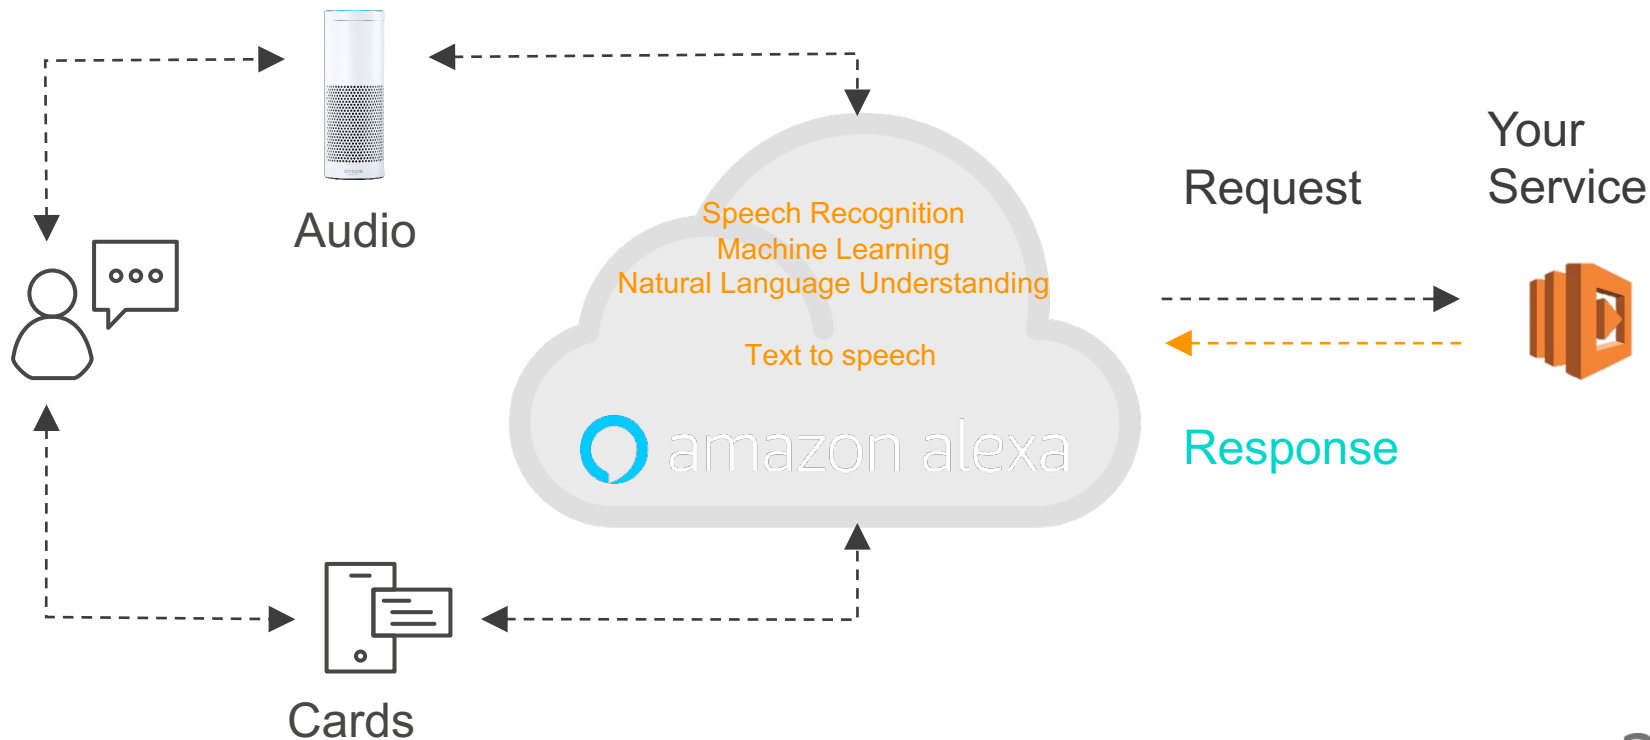 Audio
Speech Recognition
Machine Learning
Natural Language Understanding
Text to speech
amazon alexa
Request
Response
Your
Service
Cards